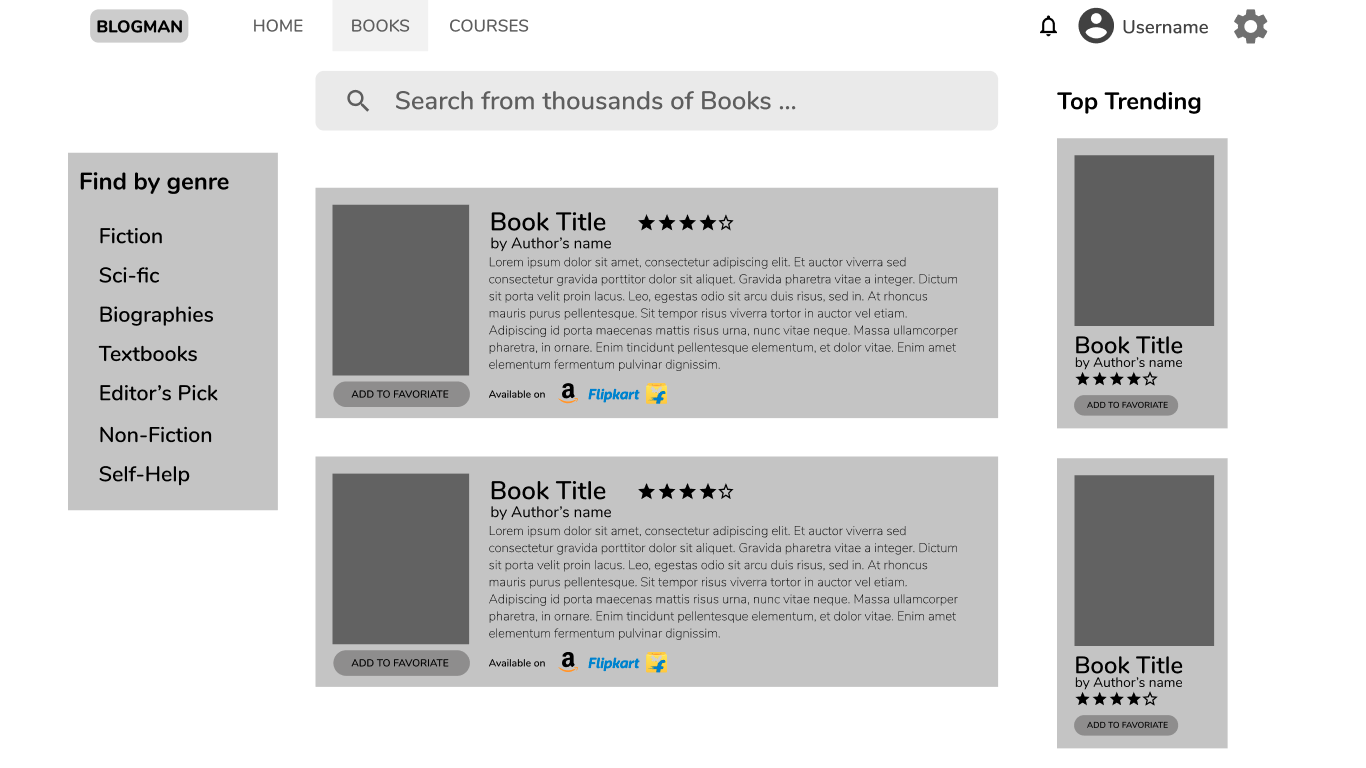 BLOGMAN
HOME
BOOKS
COURSES
Username
Search from thousands of Books ...
Top Trending
Find by genre
Fiction
Sci-fic
Biographies
Textbooks
Editor’s Pick
Non-Fiction
Self-Help
Book Title
by Author’s name
Lorem ipsum dolor sit amet, consectetur adipiscing elit. Et auctor viverra sed
consectetur gravida porttitor dolor sit aliquet. Gravida pharetra vitae a integer. Dictum
sit porta velit proin lacus. Leo, egestas odio sit arcu duis risus, sed in. At rhoncus
mauris purus pellentesque. Sit tempor risus viverra tortor in auctor vel etiam.
Adipiscing id porta maecenas mattis risus urna, nunc vitae neque. Massa ullamcorper
pharetra, in ornare. Enim tincidunt pellentesque elementum, et dolor vitae. Enim amet
elementum fermentum pulvinar dignissim.
ADD TO FAVORIATE
Available on
a
Flipkart
f
Book Title
by Author’s name
Lorem ipsum dolor sit amet, consectetur adipiscing elit. Et auctor viverra sed
consectetur gravida porttitor dolor sit aliquet. Gravida pharetra vitae a integer. Dictum
sit porta velit proin lacus. Leo, egestas odio sit arcu duis risus, sed in. At rhoncus
mauris purus pellentesque. Sit tempor risus viverra tortor in auctor vel etiam.
Adipiscing id porta maecenas mattis risus urna, nunc vitae neque. Massa ullamcorper
pharetra, in ornare. Enim tincidunt pellentesque elementum, et dolor vitae. Enim amet
elementum fermentum pulvinar dignissim.
ADD TO FAVORIATE
Available on
a
Flipkart
f
Book Title
by Author’s name
ADD TO FAVORIATE
Book Title
by Author’s name
ADD TO FAVORIATE